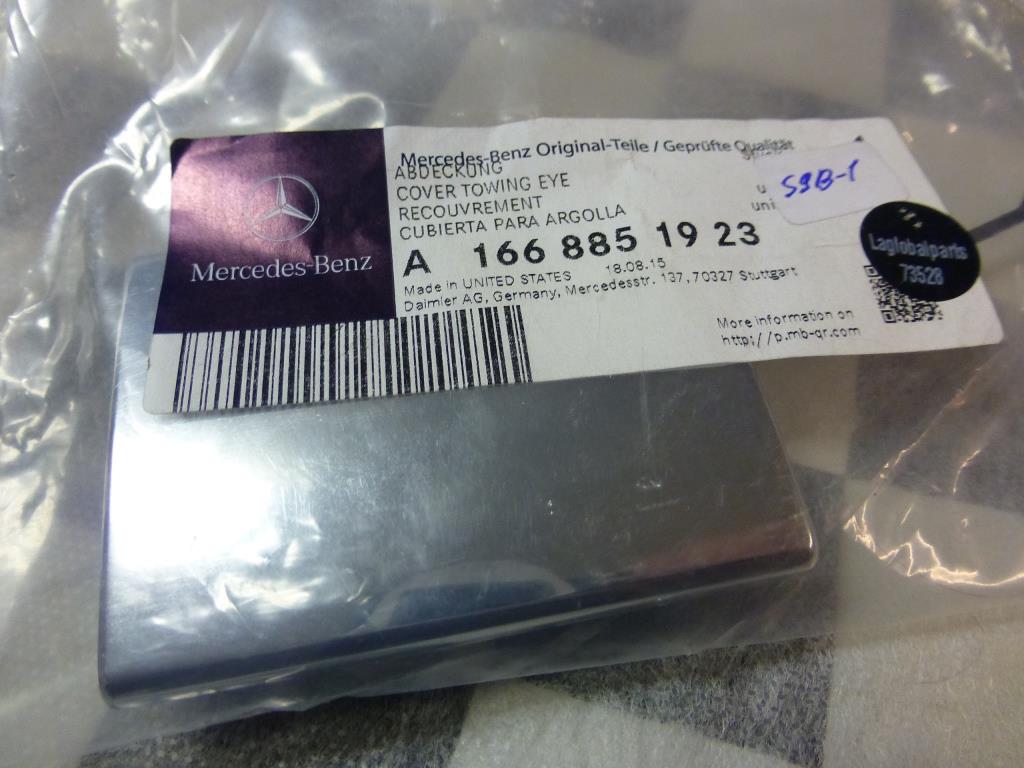 Mercedes-Benz Original-Teile / Geprüfte Qualität
ABDECKUNG
COVER TOWING EYE
RECOUVREMENT
CUBIERTA PARA ARGOLLA
A 166 885 19 23
Made in UNITED STATES 18.08.15
Daimler AG, Germany, Mercedesstr. 137, 70327 Stuttgart
More information on
http://p.mb-qr.com
Mercedes-Benz
uni
S9B-1
Laglobalparts
73528